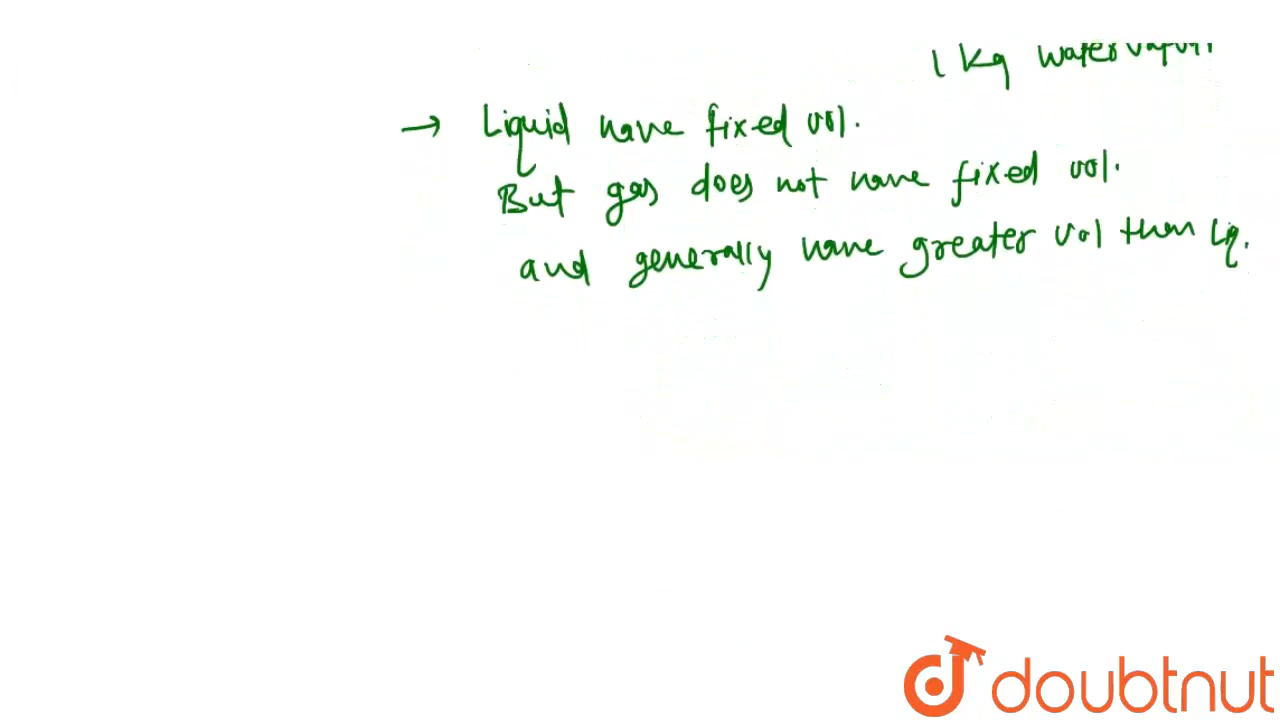 1 Kg water vapour
→ Liquid have fixed vol.
But gas does not have fixed vol.
and generally have greater vol than Liq.
doubtnut